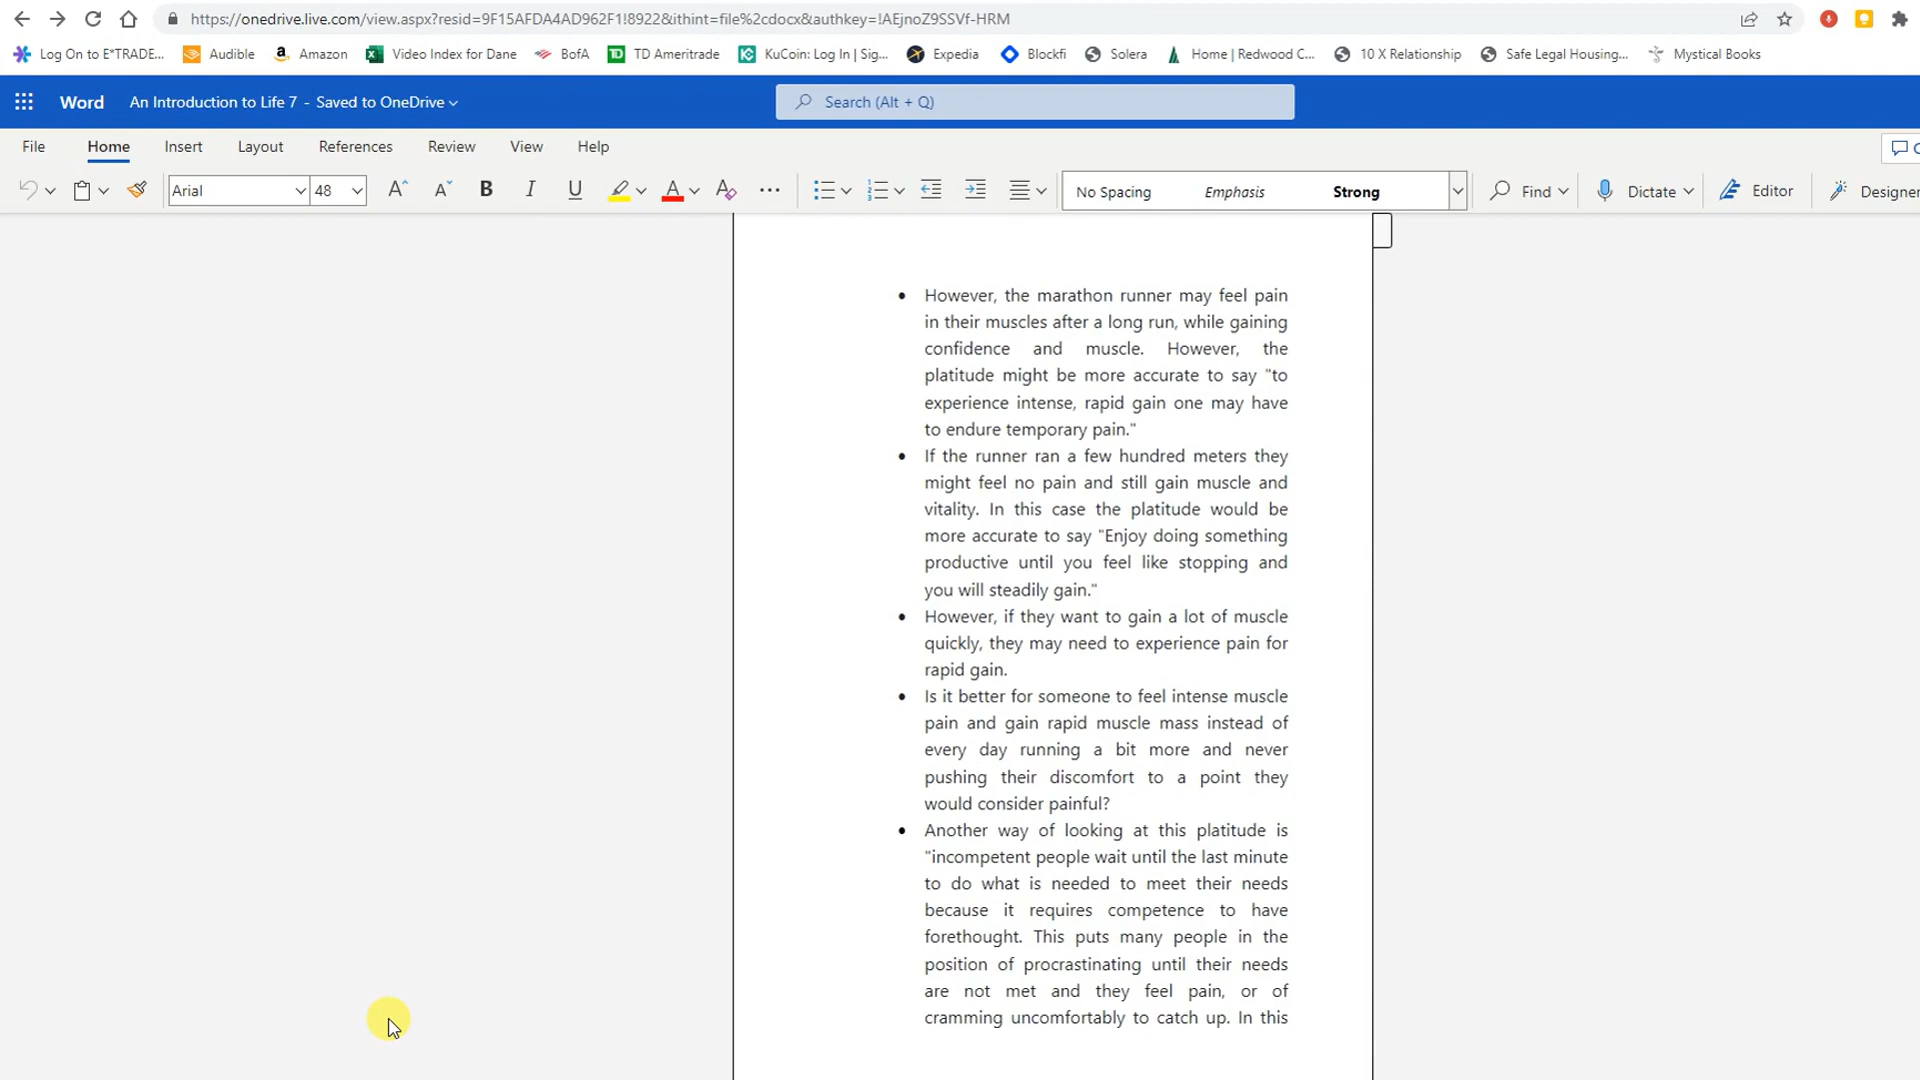 https://onedrive.live.com/view.aspx?resid=9F15AFDA4AD962F1!8922&ithint=file%2cdocx&authkey=!AEjnoZ9SSVf-HRM
Log On to E*TRADE... Audible Amazon Video Index for Dane BofA TD Ameritrade KuCoin: Log In | Sig... Expedia Blockfi Solera Home | Redwood C... 10 X Relationship Safe Legal Housing... Mystical Books
Word An Introduction to Life 7 - Saved to OneDrive Search (Alt + Q)
File Home Insert Layout References Review View Help
Arial 48 B I U A No Spacing Emphasis Strong Find Dictate Editor Designer
However, the marathon runner may feel pain
in their muscles after a long run, while gaining
confidence and muscle. However, the
platitude might be more accurate to say "to
experience intense, rapid gain one may have
to endure temporary pain."
If the runner ran a few hundred meters they
might feel no pain and still gain muscle and
vitality. In this case the platitude would be
more accurate to say "Enjoy doing something
productive until you feel like stopping and
you will steadily gain."
However, if they want to gain a lot of muscle
quickly, they may need to experience pain for
rapid gain.
Is it better for someone to feel intense muscle
pain and gain rapid muscle mass instead of
every day running a bit more and never
pushing their discomfort to a point they
would consider painful?
Another way of looking at this platitude is
"incompetent people wait until the last minute
to do what is needed to meet their needs
because it requires competence to have
forethought. This puts many people in the
position of procrastinating until their needs
are not met and they feel pain, or of
cramming uncomfortably to catch up. In this